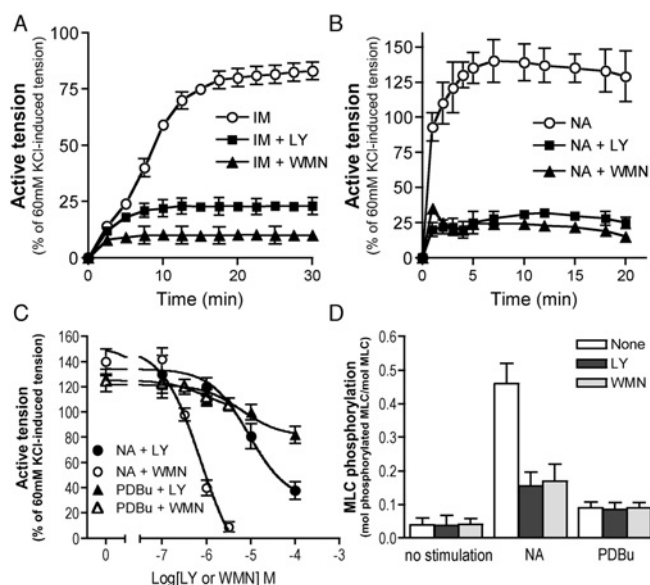 A
Active tension
(% of 60mM KCl-induced tension)
75
50
25
0
IM
IM + LY
IM + WMN
0
10
20
30
Time (min)
B
Active tension
(% of 60mM KCl-induced tension)
150
125
100
75
50
25
0
NA
NA + LY
NA + WMN
0
5
10
15
20
Time (min)
C
Active tension
(% of 60mM KCl-induced tension)
160
140
120
100
80
60
40
20
0
NA + LY
NA + WMN
PDBu + LY
PDBu + WMN
0
-7
-6
-5
-4
-3
Log[LY or WMN] M
D
MLC phosphorylation
(mol phosphorylated MLC/mol MLC)
0.6
0.5
0.4
0.3
0.2
0.1
0.0
None
LY
WMN
no stimulation
NA
PDBu